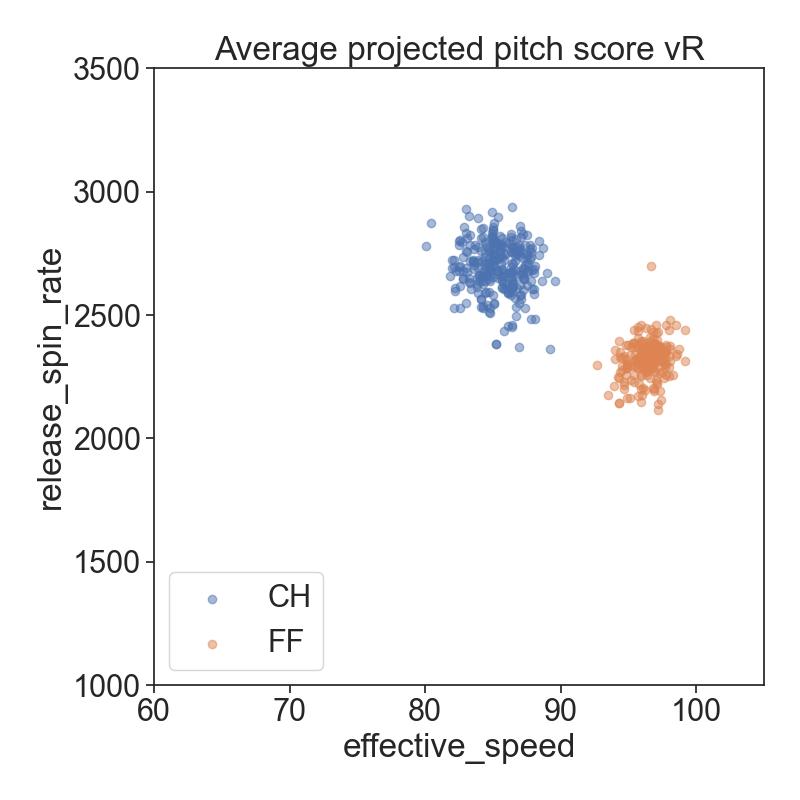 Average projected pitch score vR
3500
3000
2500
2000
1500
1000
release_spin_rate
CH
FF
60 70 80 90 100
effective_speed